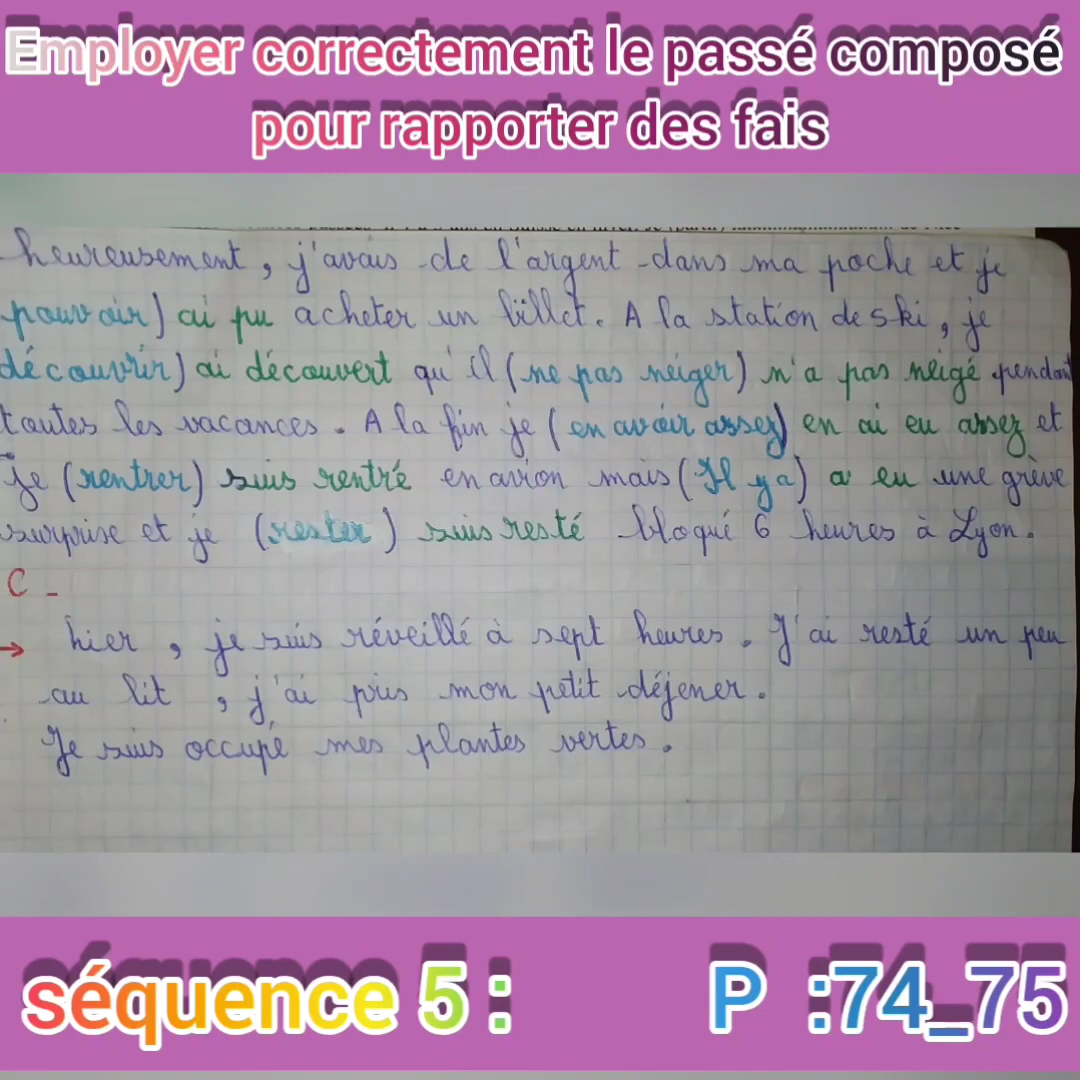 Employer correctement le passé composé
pour rapporter des fais
heureusement, j'avais de l'argent dans ma poche et je
pouvoir) ai pu acheter un billet. A la station de ski, je
découvrir) ai découvert qu'il (ne pas neiger) n'a pas neigé pendant
toutes les vacances. A la fin je (en avoir assez) en ai eu assez et
je (rentrer) suis rentré en avion mais (Il y a) a eu une grève
surprise et je (rester) suis resté bloqué 6 heures à Lyon.
C -
→ hier, je suis réveillé à sept heures. J'ai resté un peu
au lit, j'ai pris mon petit déjener.
Je suis occupé mes plantes vertes.
séquence 5 : P :74_75